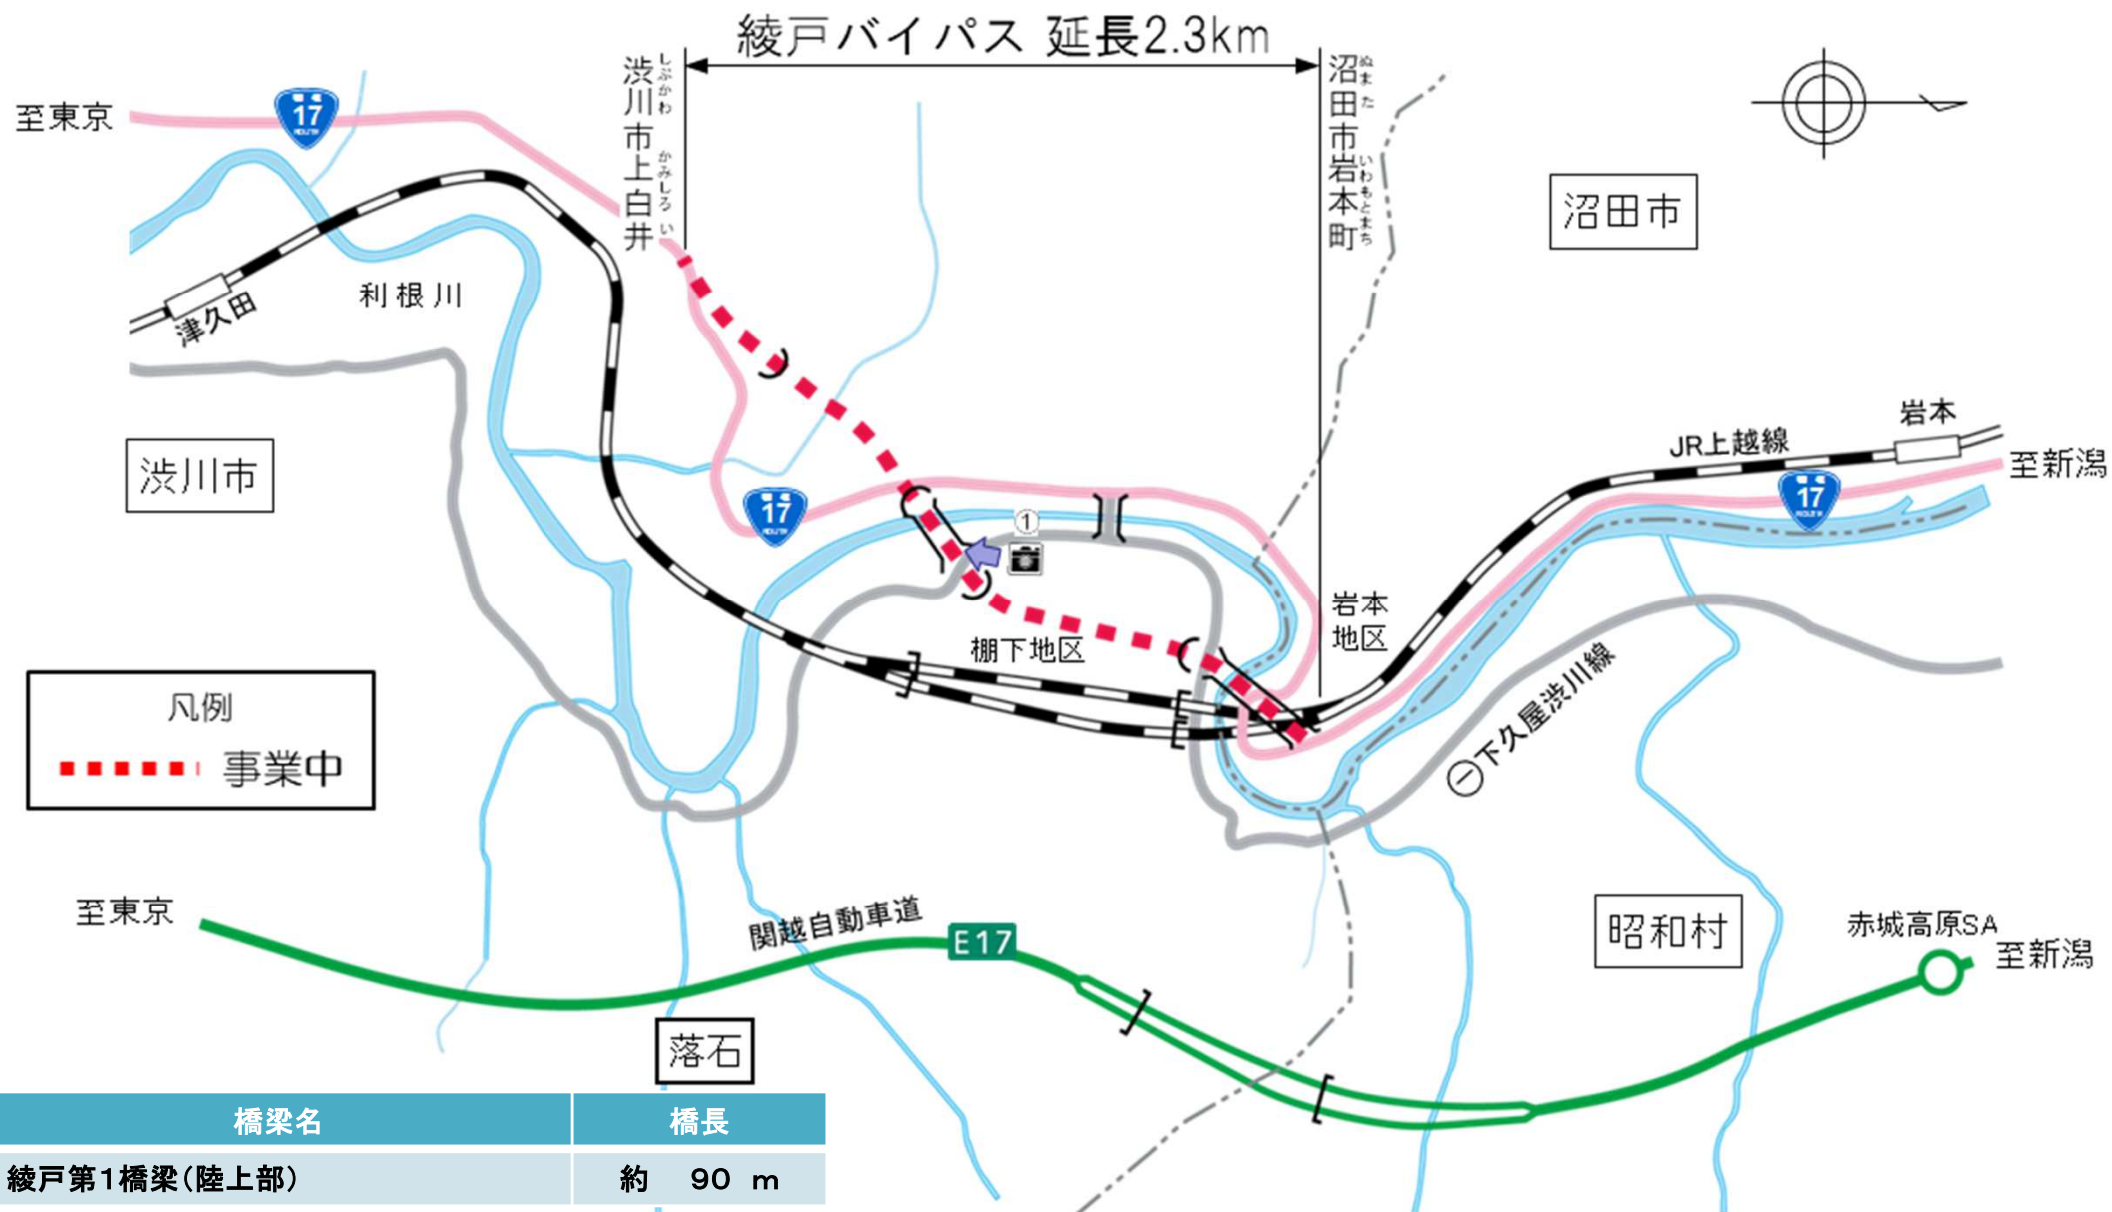 綾戸バイパス 延長2.3km
渋川市上白井
しぶかわ
かみしろい
沼田市岩本町
ぬまた
いわもとまち
至東京
17
ROUTE
沼田市
利根川
津久田
岩本
JR上越線
至新潟
渋川市
17
ROUTE
17
ROUTE
①
岩本
地区
棚下地区
凡例
事業中
㊀下久屋渋川線
至東京
関越自動車道
E17
昭和村
赤城高原SA
至新潟
落石
橋梁名 橋長
綾戸第1橋梁(陸上部) 約 90 m